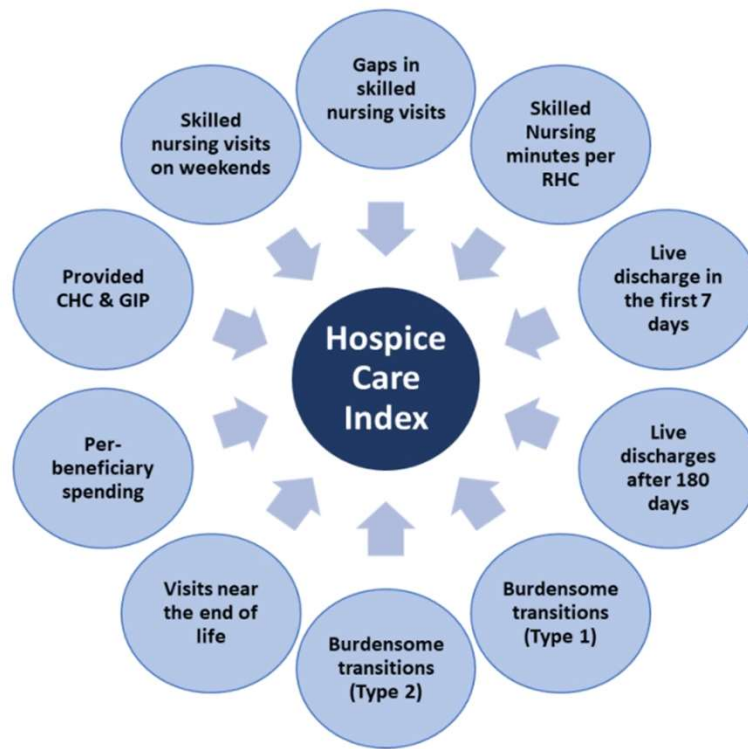 Gaps in
skilled
nursing visits
Skilled
Nursing
minutes per
RHC
Live
discharge in
the first 7
days
Live
discharges
after 180
days
Burdensome
transitions
(Type 1)
Burdensome
transitions
(Type 2)
Visits near
the end of
life
Per-
beneficiary
spending
Provided
CHC & GIP
Skilled
nursing visits
on weekends
Hospice
Care
Index